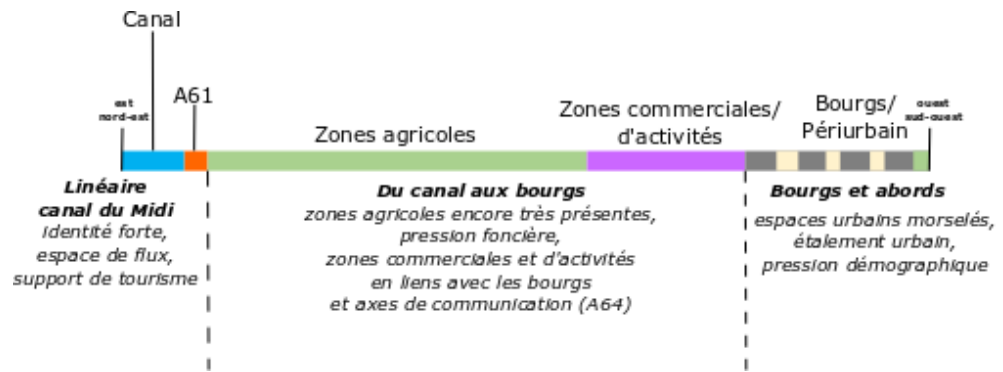 Canal
est
nord-est
A61
Zones agricoles
Zones commerciales/
d'activités
Bourgs/
Périurbain
ouest
sud-ouest
Linéaire
canal du Midi
identité forte,
espace de flux,
support de tourisme
Du canal aux bourgs
zones agricoles encore très présentes,
pression foncière,
zones commerciales et d'activités
en liens avec les bourgs
et axes de communication (A64)
Bourgs et abords
espaces urbains morselés,
étalement urbain,
pression démographique